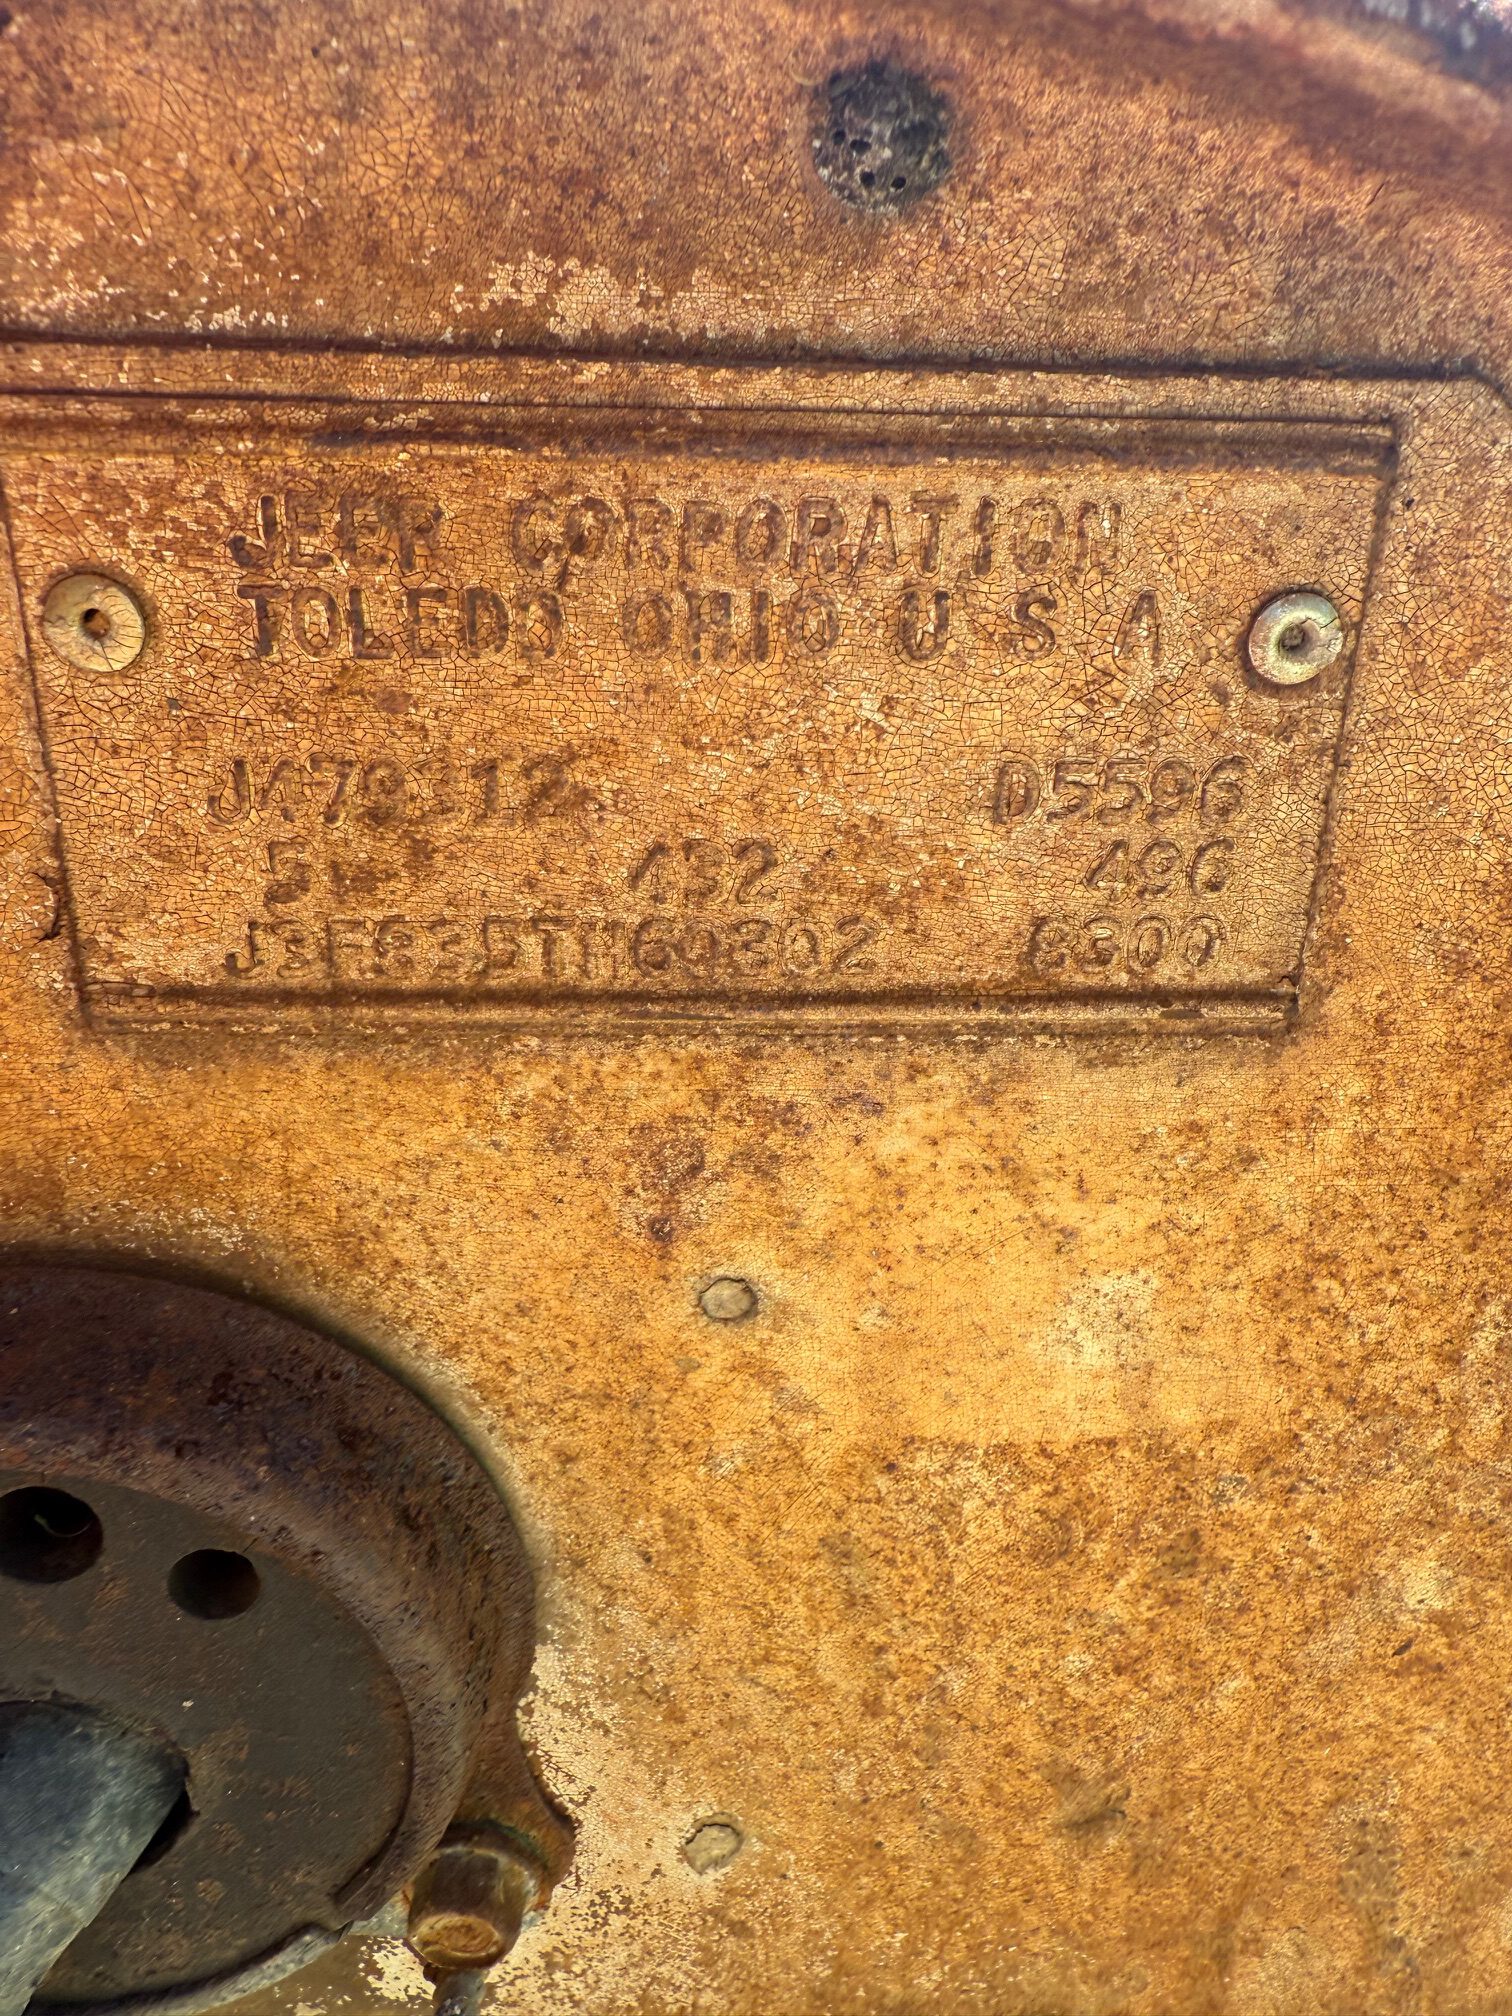 JEEP CORPORATION
TOLEDO OHIO U S A
D5596
5 432 496
J3F835TH60302 8300